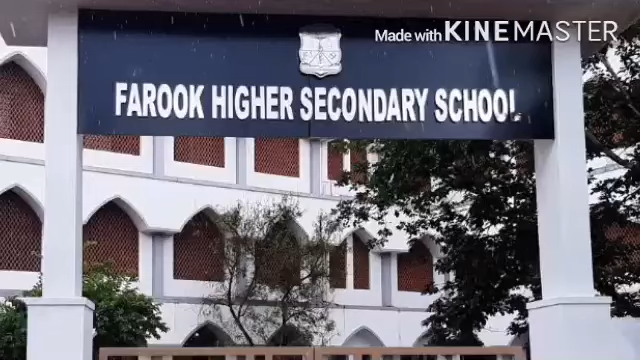 Made with KINEMASTER
FAROOK HIGHER SECONDARY SCHOOL